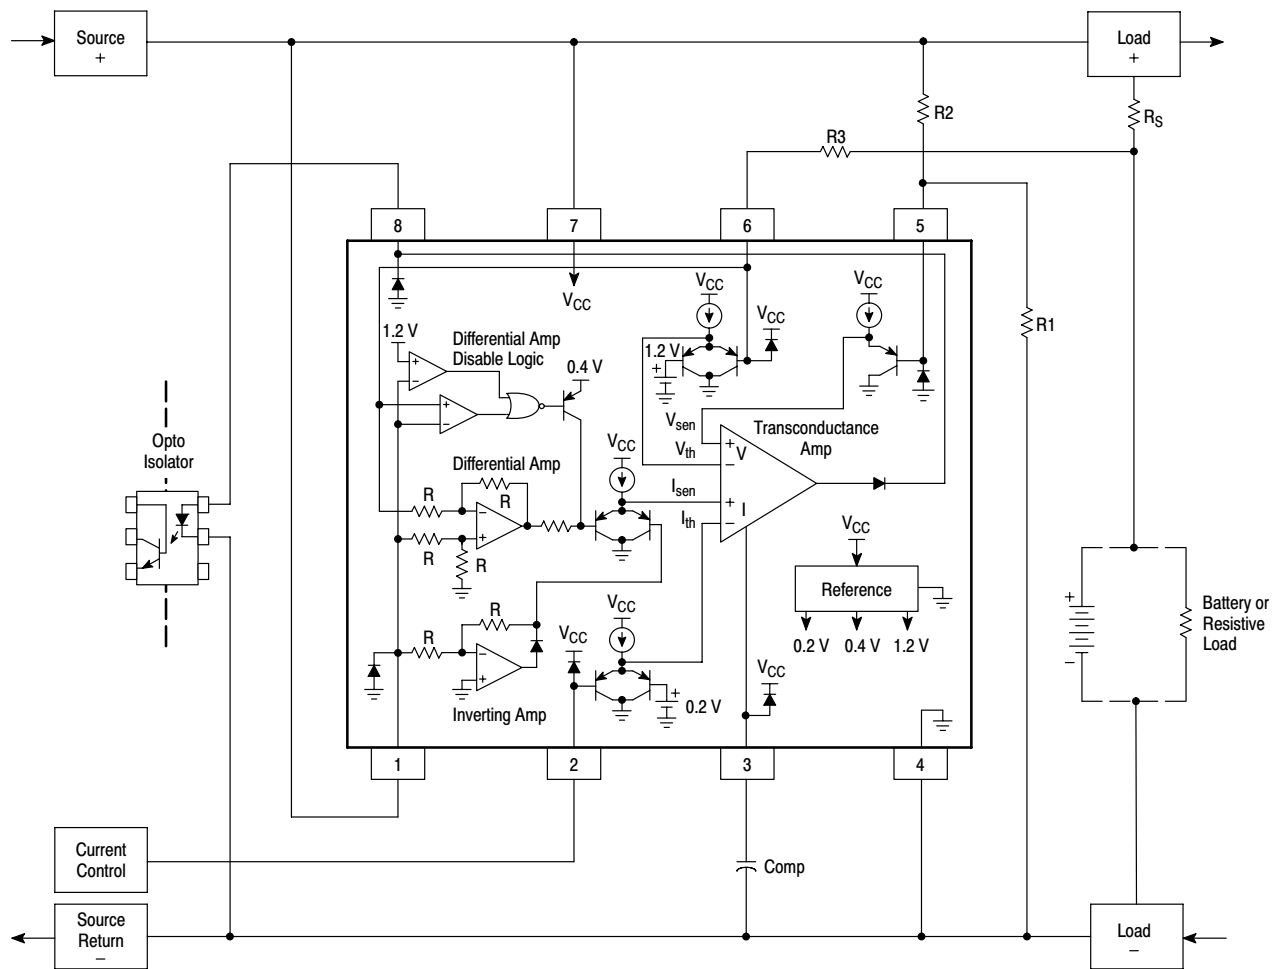 Source
+
Load
+
R2
RS
R3
8
7
6
5
VCC
VCC
VCC
VCC
R1
1.2 V
Differential Amp
Disable Logic
0.4 V
1.2 V
+
+
−
+
−
Opto
Isolator
Vsen
Vth
Transconductance
Amp
+
V
−
VCC
Differential Amp
Isen
Ith
+
I
−
R
R
−
+
R
R
VCC
Reference
0.2 V
0.4 V
1.2 V
+
−
Battery or
Resistive
Load
R
R
VCC
VCC
−
+
VCC
+
0.2 V
Inverting Amp
1
2
3
4
Current
Control
Comp
Source
Return
−
Load
−